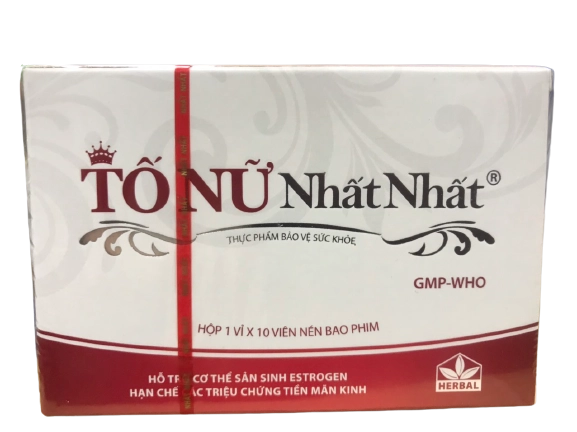 TỐ NỮ Nhất Nhất®
THỰC PHẨM BẢO VỆ SỨC KHỎE
GMP-WHO
HỘP 1 VỈ X 10 VIÊN NÉN BAO PHIM
HỖ TRỢ CƠ THỂ SẢN SINH ESTROGEN
HẠN CHẾ CÁC TRIỆU CHỨNG TIỀN MÃN KINH
HERBAL